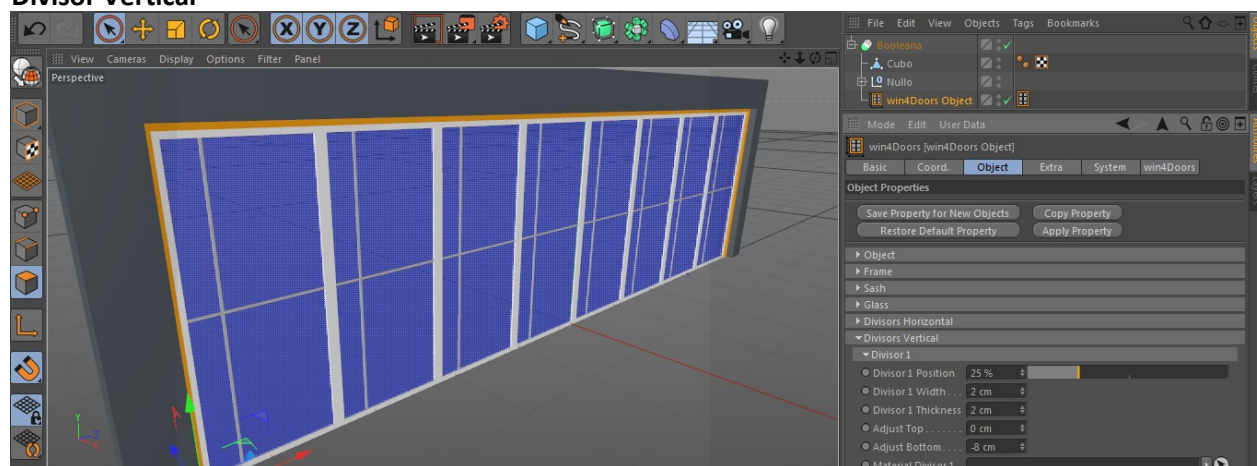 Divisor Vertical
File Edit View Objects Tags Bookmarks
View Cameras Display Options Filter Panel
Perspective
X Y Z
Booleana
Cubo
Nullo
win4Doors Object
Mode Edit User Data
win4Doors [win4Doors Object]
Basic Coord. Object Extra System win4Doors
Object Properties
Save Property for New Objects Copy Property
Restore Default Property Apply Property
Object
Frame
Sash
Glass
Divisors Horizontal
Divisors Vertical
Divisor 1
Divisor 1 Position 25 %
Divisor 1 Width . . . 2 cm
Divisor 1 Thickness 2 cm
Adjust Top . . . . . . . 0 cm
Adjust Bottom. . . . -8 cm
Material Divisor 1
Y
Z